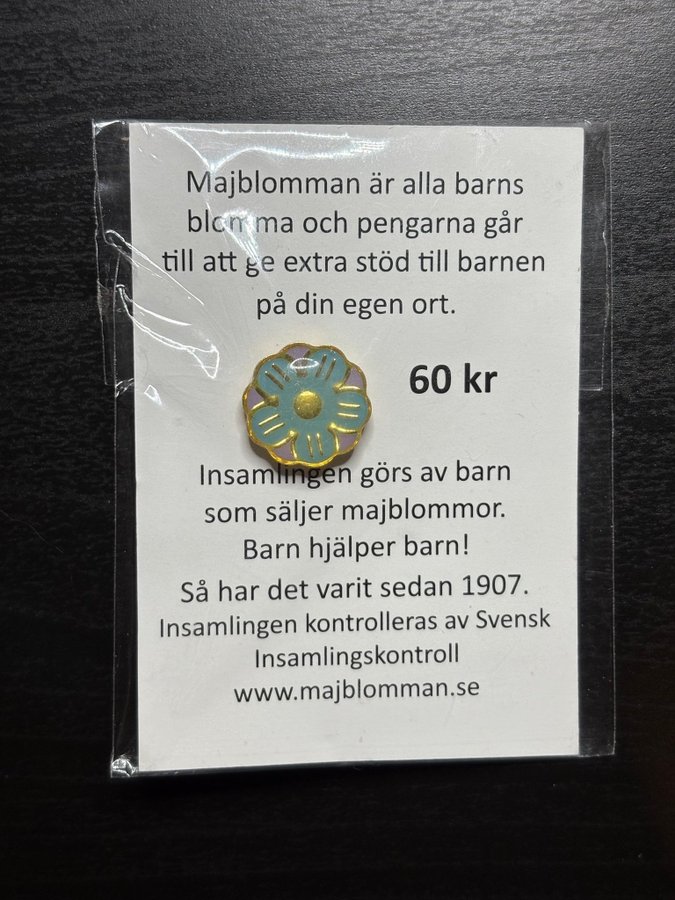 Majblomman är alla barns
blomma och pengarna går
till att ge extra stöd till barnen
på din egen ort.
60 kr
Insamlingen görs av barn
som säljer majblommor.
Barn hjälper barn!
Så har det varit sedan 1907.
Insamlingen kontrolleras av Svensk
Insamlingskontroll
www.majblomman.se